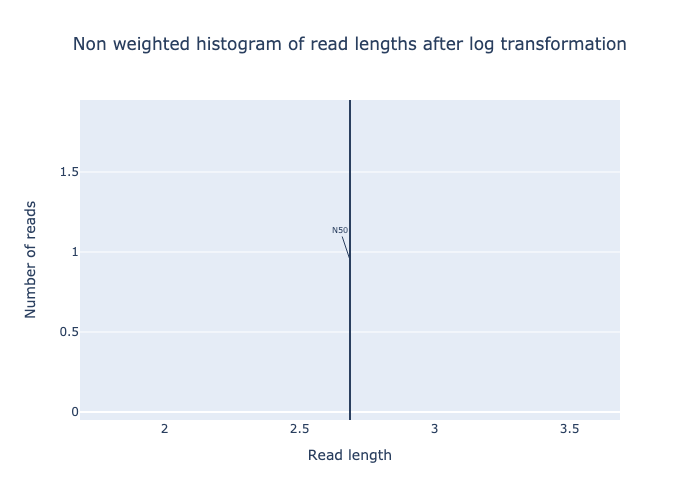 Non weighted histogram of read lengths after log transformation
Number of reads
1.5
1
0.5
0
N50
2
2.5
3
3.5
Read length